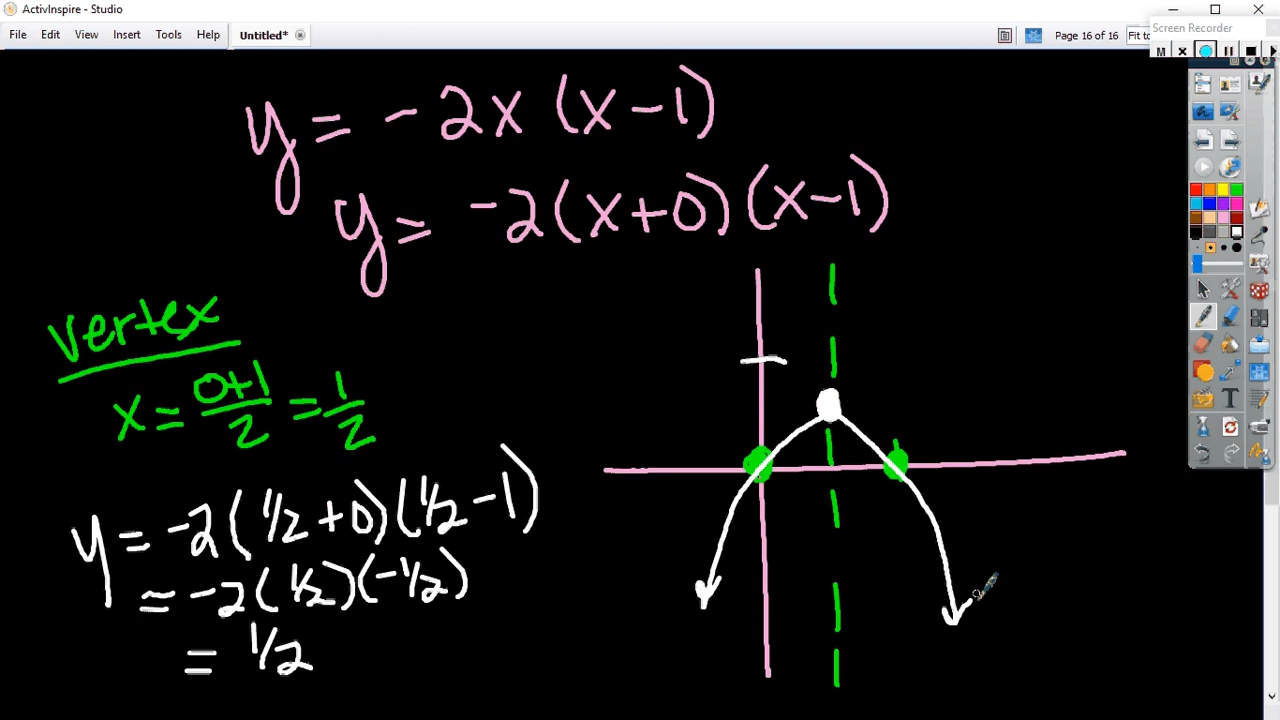 ActivInspire - Studio
Screen Recorder
File Edit View Insert Tools Help Untitled* Page 16 of 16 Fit to
M
y = -2x(x-1)
y = -2(x+0)(x-1)
vertex
x = 0+1/2 = 1/2
y = -2(1/2+0)(1/2-1)
= -2(1/2)(-1/2)
= 1/2
T